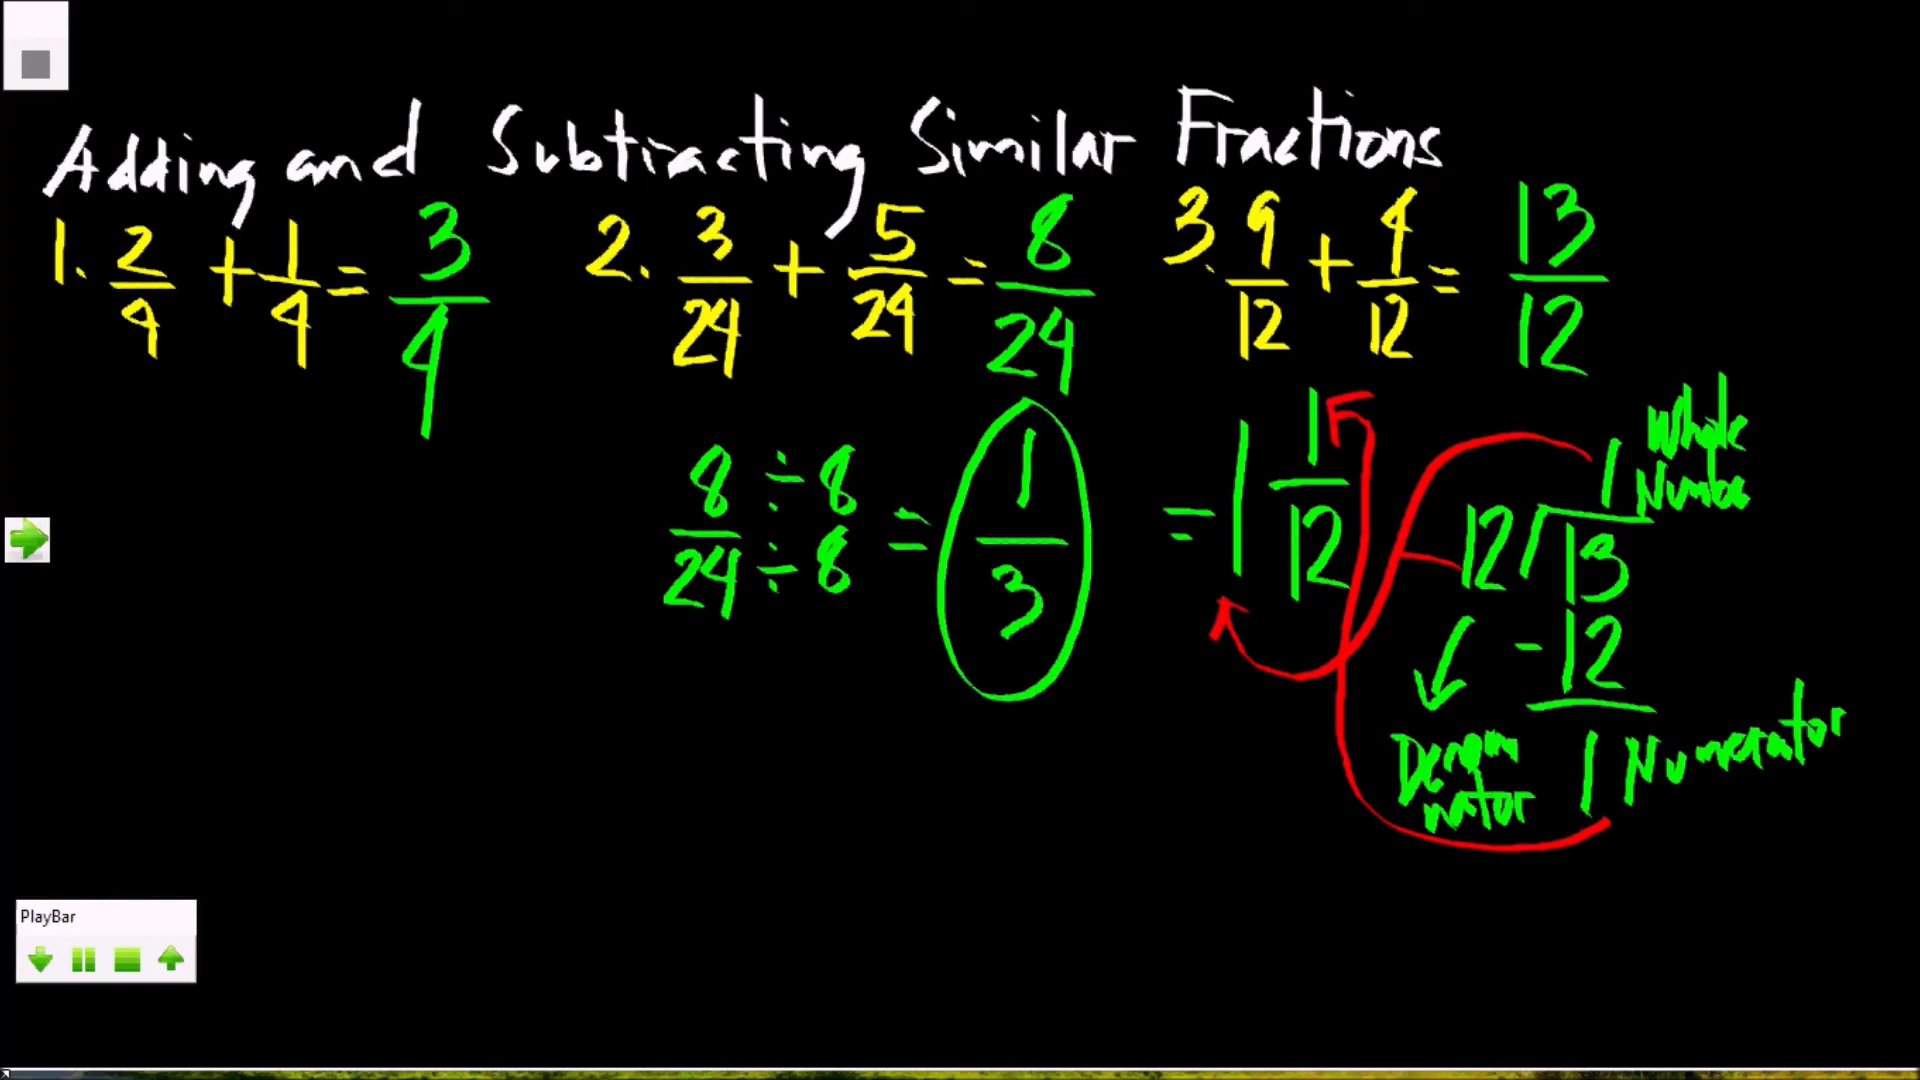 Adding and Subtracting Similar Fractions
1. 2/4 + 1/4 = 3/4
2. 3/24 + 5/24 = 8/24
3. 9/12 + 4/12 = 13/12
8/24 ÷ 8/8 = 1/3
= 1 1/12
1 Whole Number
12 13
- 12
1 Numerator
Denominator
PlayBar